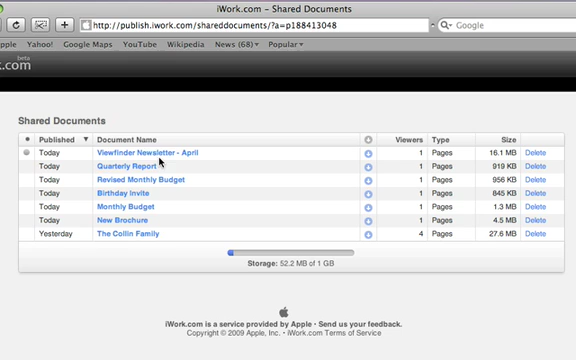 iWork.com – Shared Documents
http://publish.iwork.com/shareddocuments/?a=p188413048
Google
pple Yahoo! Google Maps YouTube Wikipedia News (68) Popular
k.com beta
Shared Documents
Published Document Name Viewers Type Size
Today Viewfinder Newsletter - April 1 Pages 16.1 MB Delete
Today Quarterly Report 1 Pages 919 KB Delete
Today Revised Monthly Budget 1 Pages 956 KB Delete
Today Birthday Invite 1 Pages 845 KB Delete
Today Monthly Budget 1 Pages 1.3 MB Delete
Today New Brochure 1 Pages 4.5 MB Delete
Yesterday The Collin Family 4 Pages 27.6 MB Delete
Storage: 52.2 MB of 1 GB
iWork.com is a service provided by Apple • Send us your feedback.
Copyright © 2009 Apple, Inc. • iWork.com Terms of Service